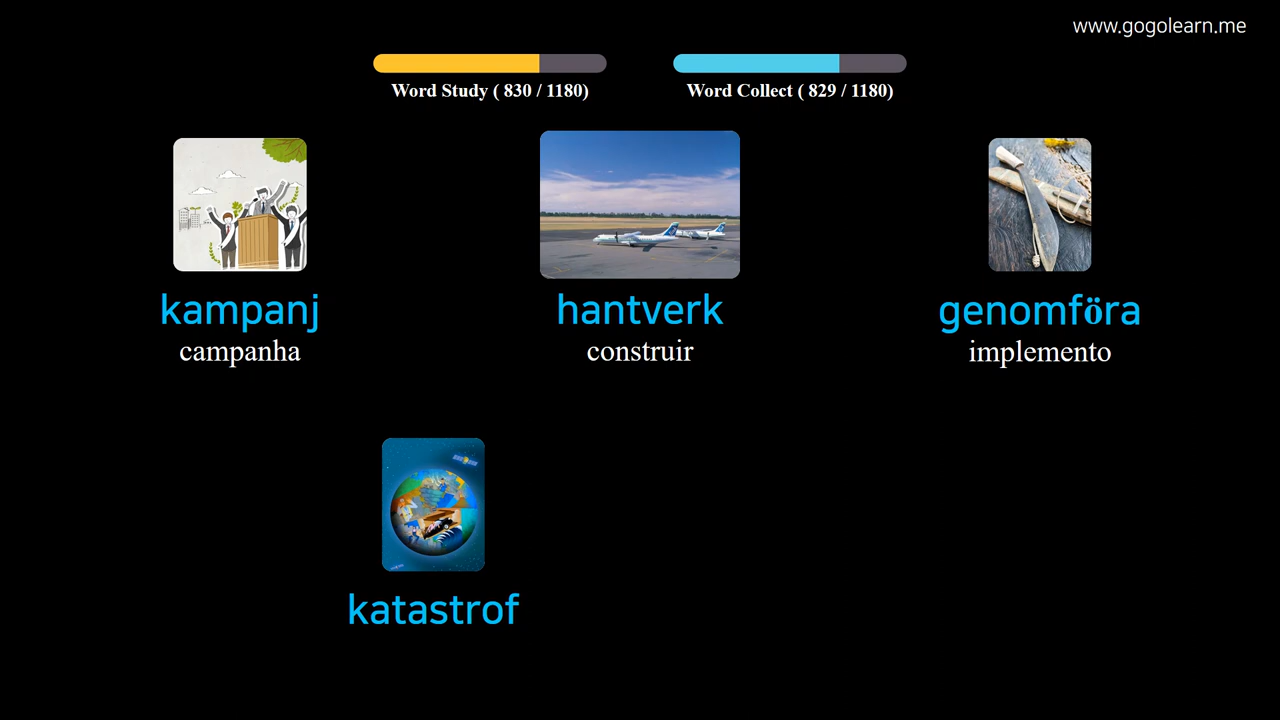 www.gogolearn.me
Word Study ( 830 / 1180)
Word Collect ( 829 / 1180)
kampanj
campanha
hantverk
construir
genomföra
implemento
katastrof